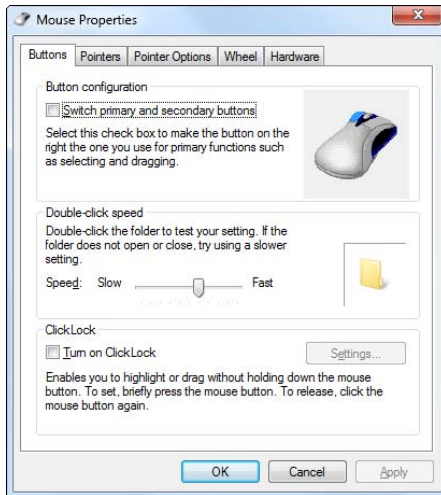 Mouse Properties
Buttons Pointers Pointer Options Wheel Hardware
Button configuration
Switch primary and secondary buttons
Select this check box to make the button on the
right the one you use for primary functions such
as selecting and dragging.
Double-click speed
Double-click the folder to test your setting. If the
folder does not open or close, try using a slower
setting.
Speed: Slow Fast
ClickLock
Turn on ClickLock Settings...
Enables you to highlight or drag without holding down the mouse
button. To set, briefly press the mouse button. To release, click the
mouse button again.
OK Cancel Apply